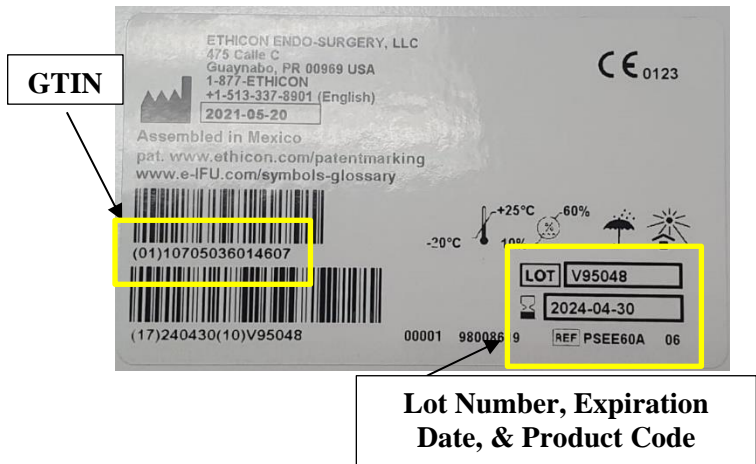 ETHICON ENDO-SURGERY, LLC
475 Calle C
Guaynabo, PR 00969 USA
1-877-ETHICON
+1-513-337-8901 (English)
2021-05-20
CE 0123
GTIN
Assembled in Mexico
pat. www.ethicon.com/patentmarking
www.e-IFU.com/symbols-glossary
(01)10705036014607
-20°C +25°C 10% % 60%
LOT V95048
2024-04-30
(17)240430(10)V95048 00001 REF PSEE60A 06
Lot Number, Expiration
Date, & Product Code